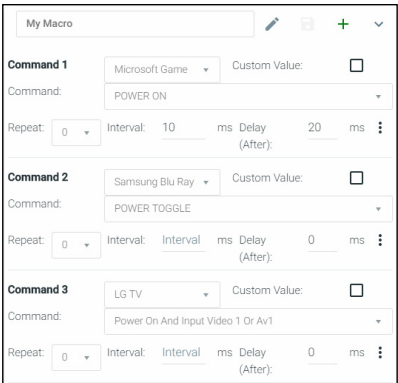 My Macro
Command 1 Microsoft Game Custom Value:
Command: POWER ON
Repeat: 0 Interval: 10 ms Delay (After): 20 ms
Command 2 Samsung Blu Ray Custom Value:
Command: POWER TOGGLE
Repeat: 0 Interval: Interval ms Delay (After): 0 ms
Command 3 LG TV Custom Value:
Command: Power On And Input Video 1 Or Av1
Repeat: 0 Interval: Interval ms Delay (After): 0 ms